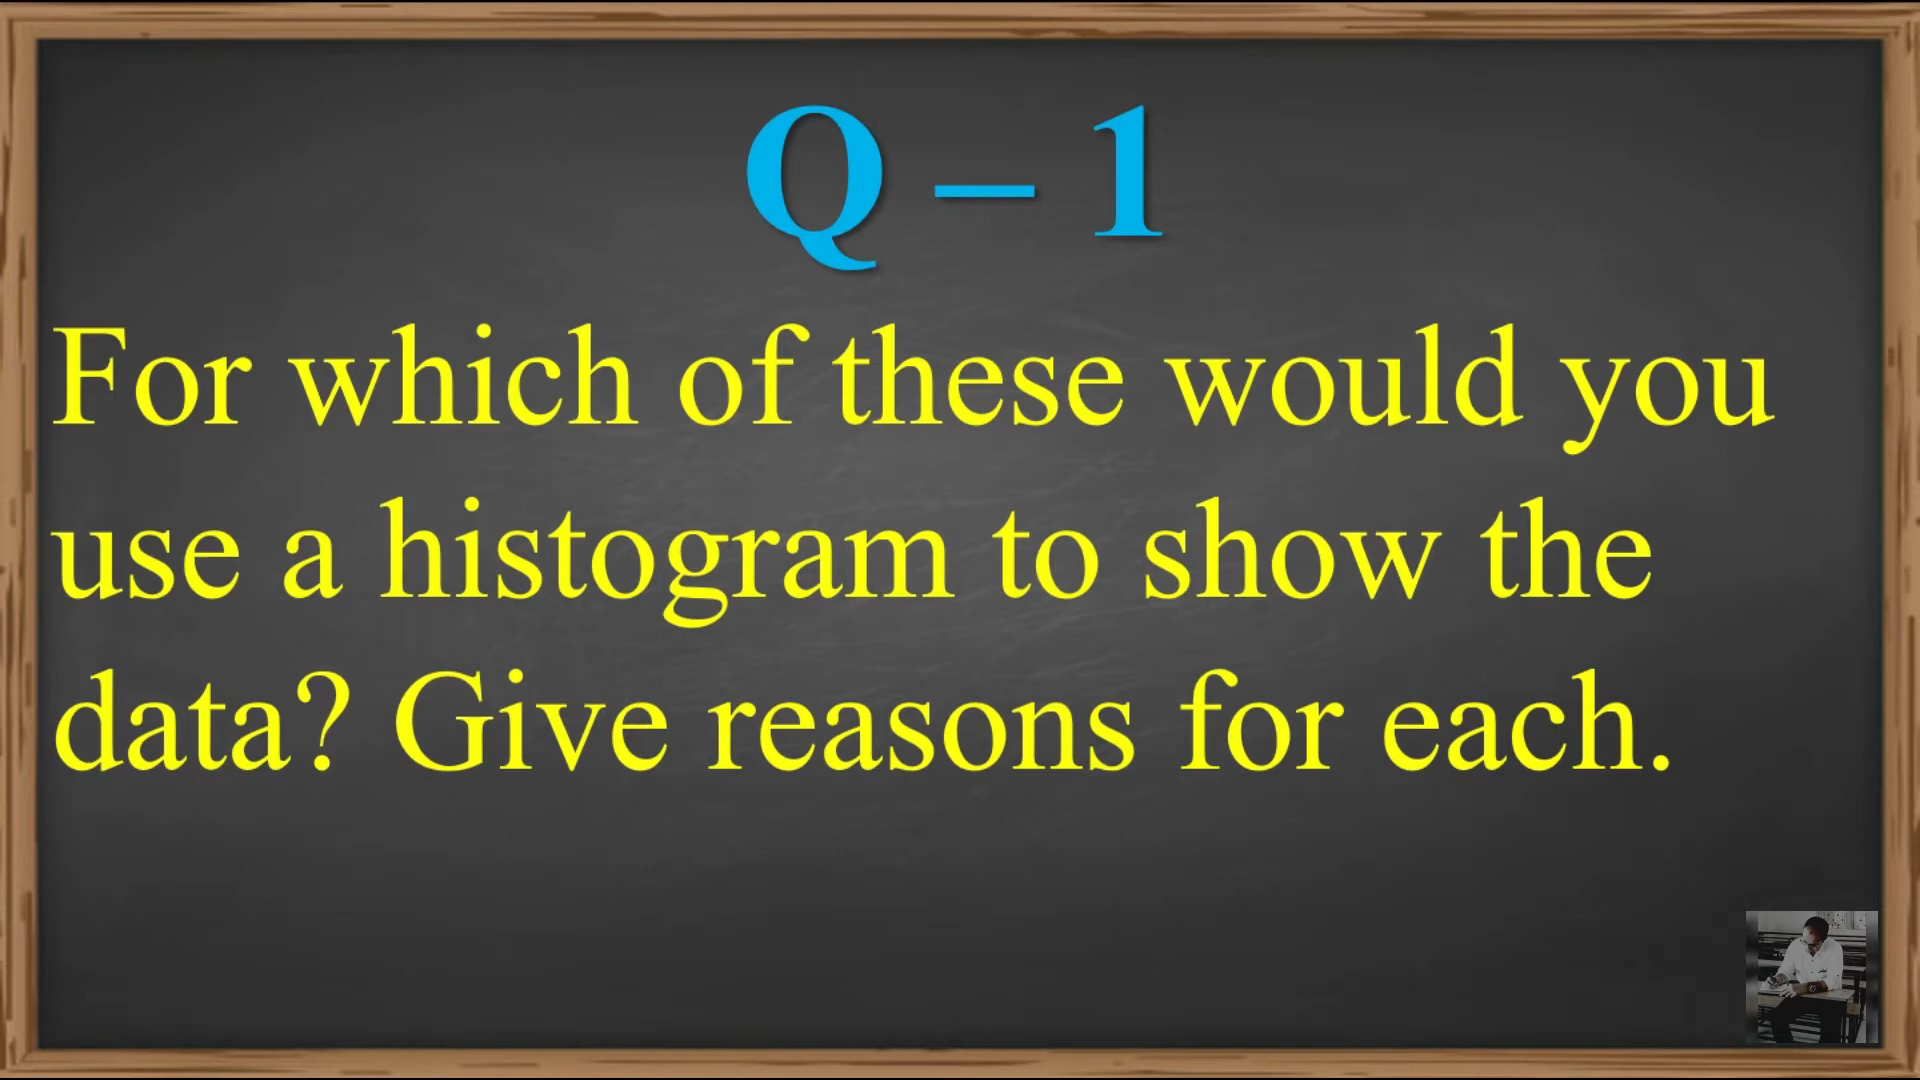 Q – 1
For which of these would you
use a histogram to show the
data? Give reasons for each.